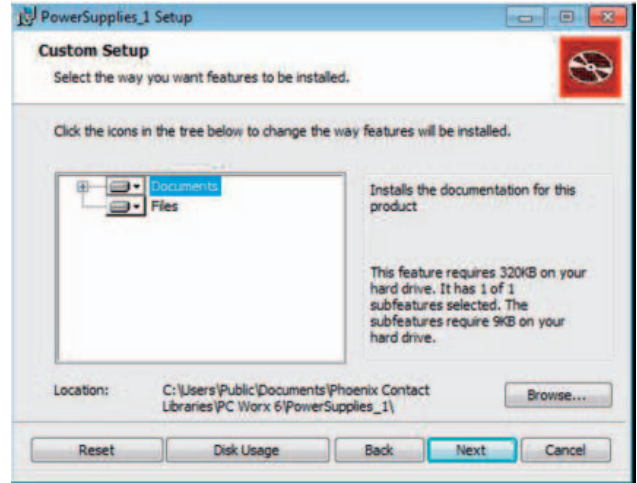 PowerSupplies_1 Setup
Custom Setup
Select the way you want features to be installed.
Click the icons in the tree below to change the way features will be installed.
Documents
Files
Installs the documentation for this
product
This feature requires 320KB on your
hard drive. It has 1 of 1
subfeatures selected. The
subfeatures require 9KB on your
hard drive.
Location:
C:\Users\Public\Documents\Phoenix Contact
Libraries\PC Worx 6\PowerSupplies_1\
Browse...
Reset
Disk Usage
Back
Next
Cancel